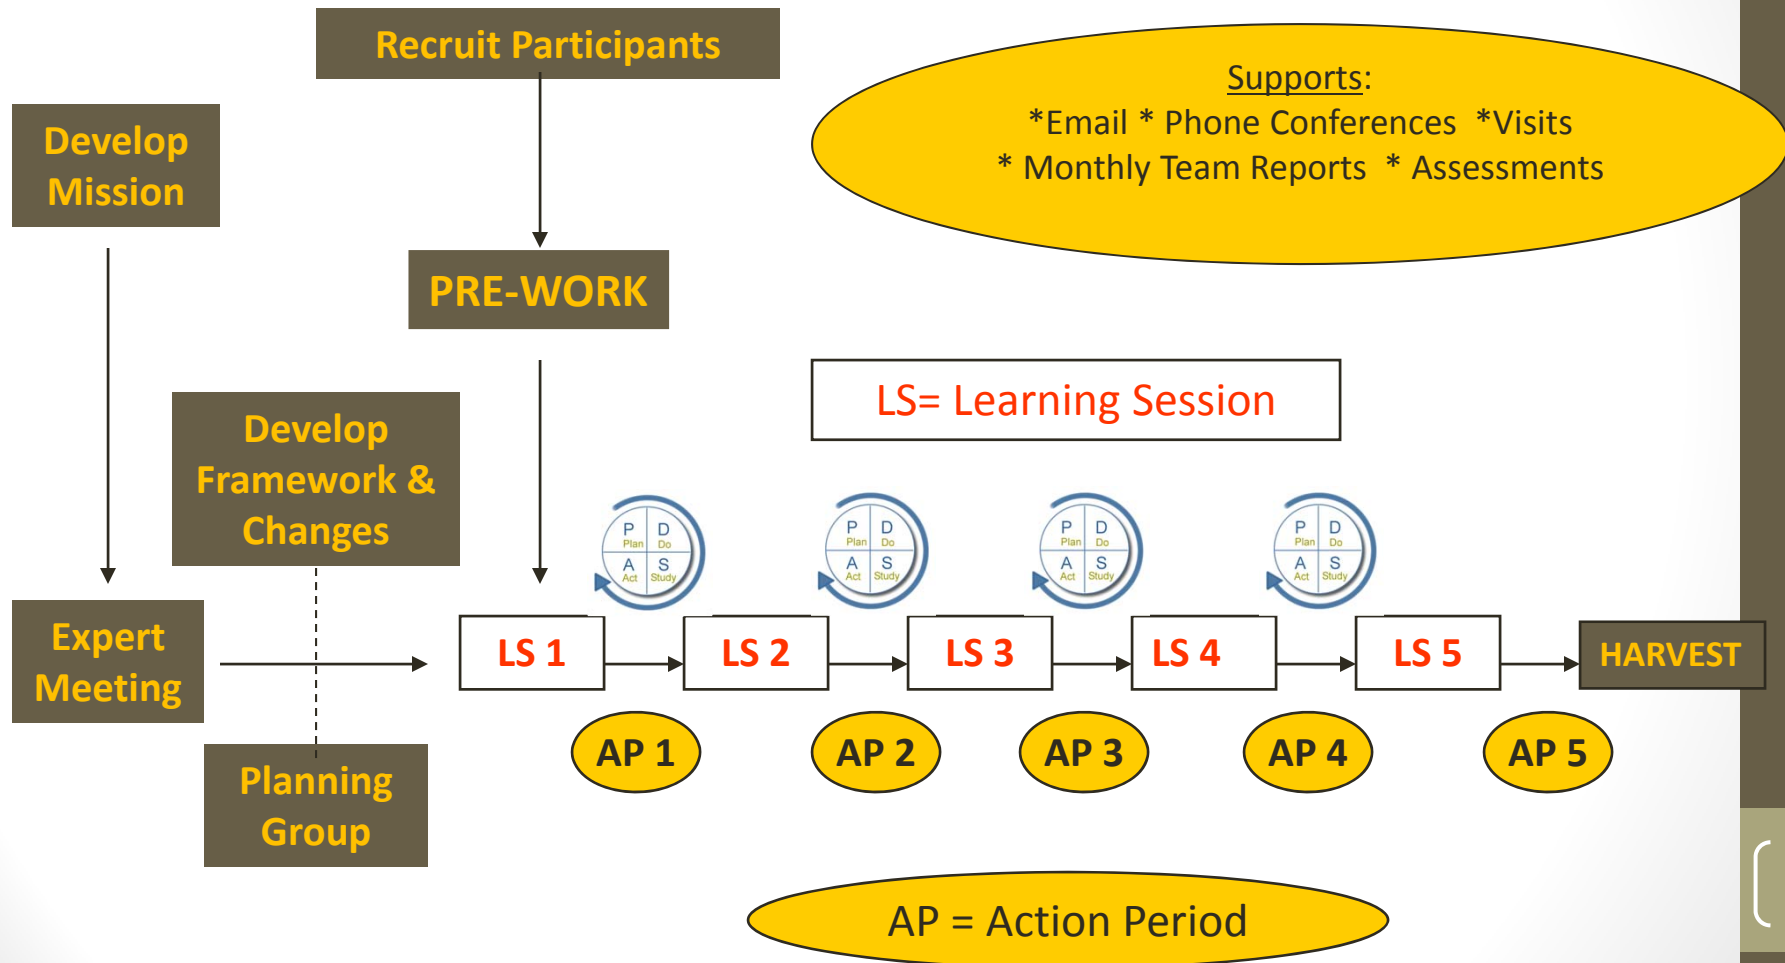 Recruit Participants
Supports:
*Email * Phone Conferences *Visits
* Monthly Team Reports * Assessments
Develop
Mission
PRE-WORK
LS= Learning Session
Develop
Framework &
Changes
P D
Plan Do
A S
Act Study
P D
Plan Do
A S
Act Study
P D
Plan Do
A S
Act Study
P D
Plan Do
A S
Act Study
Expert
Meeting
LS 1
LS 2
LS 3
LS 4
LS 5
HARVEST
AP 1
AP 2
AP 3
AP 4
AP 5
Planning
Group
AP = Action Period